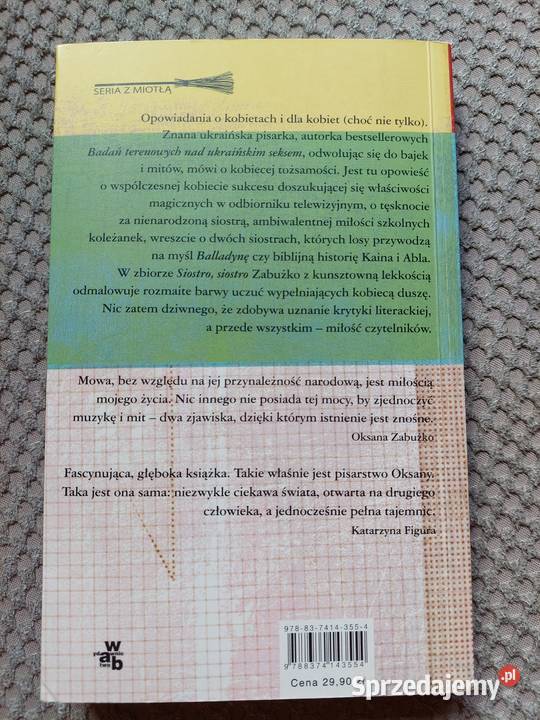 SERIA Z MIOTŁĄ
Opowiadania o kobietach i dla kobiet (choć nie tylko).
Znana ukraińska pisarka, autorka bestsellerowych
Badań terenowych nad ukraińskim seksem, odwołując się do bajek
i mitów, mówi o kobiecej tożsamości. Jest tu opowieść
o współczesnej kobiecie sukcesu doszukującej się właściwości
magicznych w odbiorniku telewizyjnym, o tęsknocie
za nienarodzoną siostrą, ambiwalentnej miłości szkolnych
koleżanek, wreszcie o dwóch siostrach, których losy przywodzą
na myśl Balladynę czy biblijną historię Kaina i Abla.
W zbiorze Siostro, siostro Zabużko z kunsztowną lekkością
odmalowuje rozmaite barwy uczuć wypełniających kobiecą duszę.
Nic zatem dziwnego, że zdobywa uznanie krytyki literackiej,
a przede wszystkim – miłość czytelników.
Mowa, bez względu na jej przynależność narodową, jest miłością
mojego życia. Nic innego nie posiada tej mocy, by zjednoczyć
muzykę i mit – dwa zjawiska, dzięki którym istnienie jest znośne.
Oksana Zabużko
Fascynująca, głęboka książka. Takie właśnie jest pisarstwo Oksany.
Taka jest ona sama: niezwykle ciekawa świata, otwarta na drugiego
człowieka, a jednocześnie pełna tajemnic.
Katarzyna Figura
978-83-7414-355-4
9788374143554
Cena 29,90 zł
w
a
b
Sprzedajemy.pl